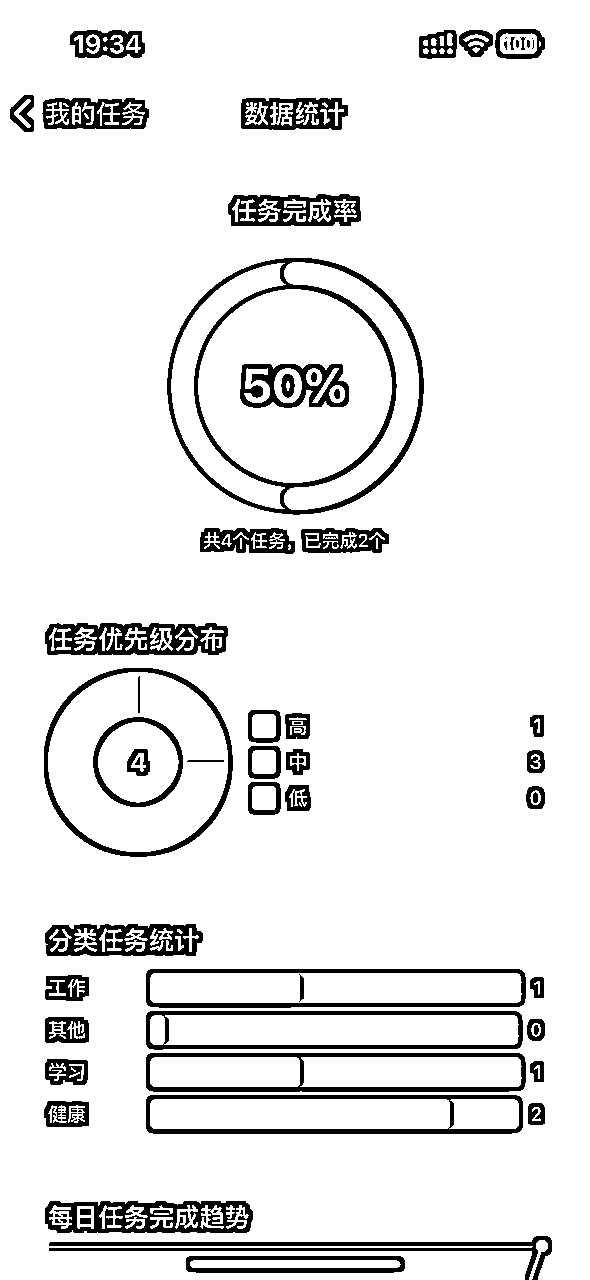 19:34 100
我的任务 数据统计
任务完成率
50%
共4个任务，已完成2个
任务优先级分布
4
高 1
中 3
低 0
分类任务统计
工作 1
其他 0
学习 1
健康 2
每日任务完成趋势